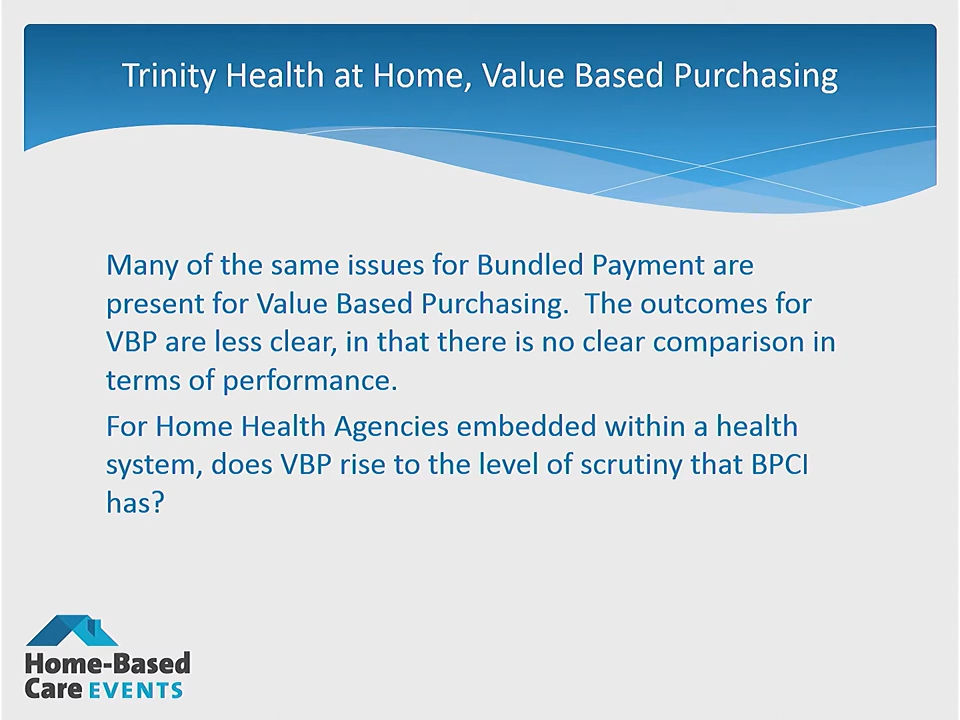 Trinity Health at Home, Value Based Purchasing
Many of the same issues for Bundled Payment are
present for Value Based Purchasing.  The outcomes for
VBP are less clear, in that there is no clear comparison in
terms of performance.
For Home Health Agencies embedded within a health
system, does VBP rise to the level of scrutiny that BPCI
has?
Home-Based
Care EVENTS